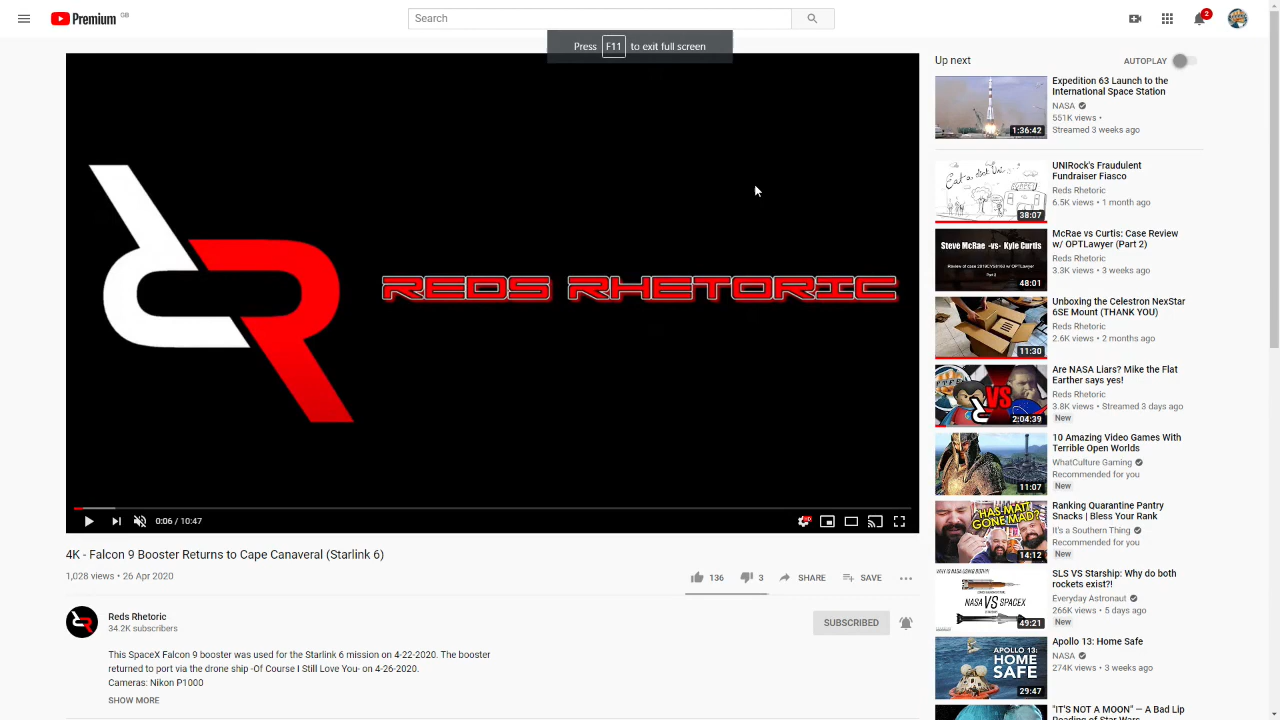 Premium GB
Search
2
Press F11 to exit full screen
REDS RHETORIC
0:06 / 10:47
HD
4K - Falcon 9 Booster Returns to Cape Canaveral (Starlink 6)
1,028 views • 26 Apr 2020
136
3
SHARE
SAVE
Reds Rhetoric
34.2K subscribers
SUBSCRIBED
This SpaceX Falcon 9 booster was used for the Starlink 6 mission on 4-22-2020. The booster
returned to port via the drone ship -Of Course I Still Love You- on 4-26-2020.
Cameras: Nikon P1000
SHOW MORE
Up next
AUTOPLAY
1:36:42
Expedition 63 Launch to the
International Space Station
NASA
551K views •
Streamed 3 weeks ago
38:07
UNIRock's Fraudulent
Fundraiser Fiasco
Reds Rhetoric
6.5K views • 1 month ago
Steve McRae -vs- Kyle Curtis
48:01
McRae vs Curtis: Case Review
w/ OPTLawyer (Part 2)
Reds Rhetoric
3.3K views • 3 weeks ago
11:30
Unboxing the Celestron NexStar
6SE Mount (THANK YOU)
Reds Rhetoric
2.6K views • 2 months ago
VS
2:04:39
Are NASA Liars? Mike the Flat
Earther says yes!
Reds Rhetoric
3.8K views • Streamed 3 days ago
New
11:07
10 Amazing Video Games With
Terrible Open Worlds
WhatCulture Gaming
Recommended for you
New
HAS MATT
GONE MAD?
14:12
Ranking Quarantine Pantry
Snacks | Bless Your Rank
It's a Southern Thing
Recommended for you
New
NASA VS SPACEX
49:21
SLS VS Starship: Why do both
rockets exist?!
Everyday Astronaut
266K views • 5 days ago
New
APOLLO 13:
HOME
SAFE
29:47
Apollo 13: Home Safe
NASA
274K views • 3 weeks ago
"IT'S NOT A MOON" — A Bad Lip
Reading of Star Wars